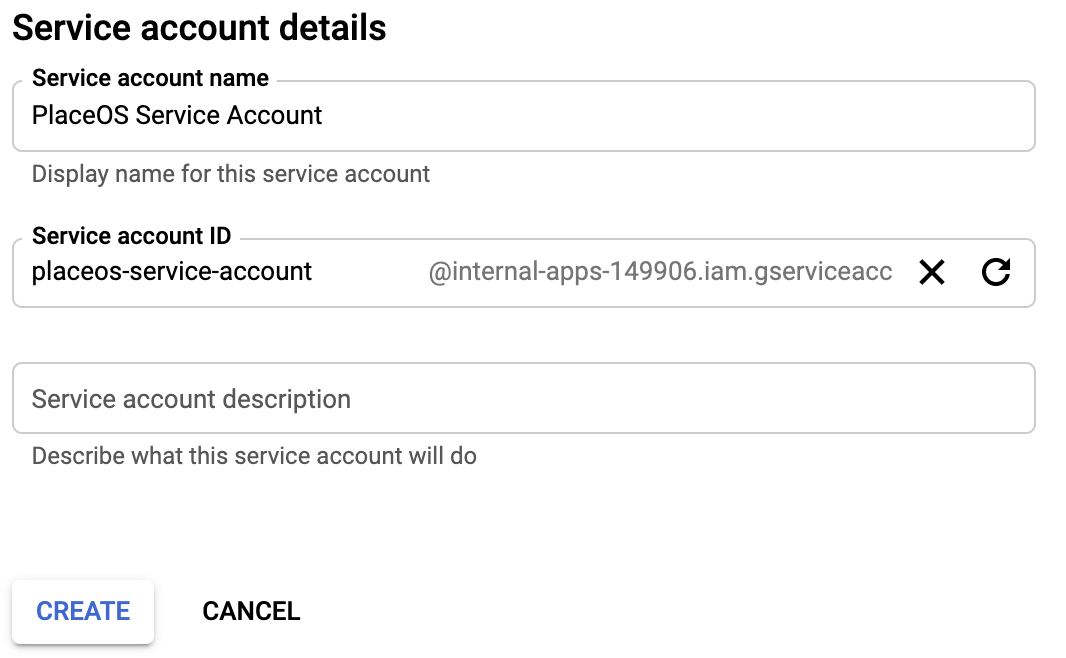 Service account details
Service account name
PlaceOS Service Account
Display name for this service account
Service account ID
placeos-service-account @internal-apps-149906.iam.gserviceacc
Service account description
Describe what this service account will do
CREATE CANCEL